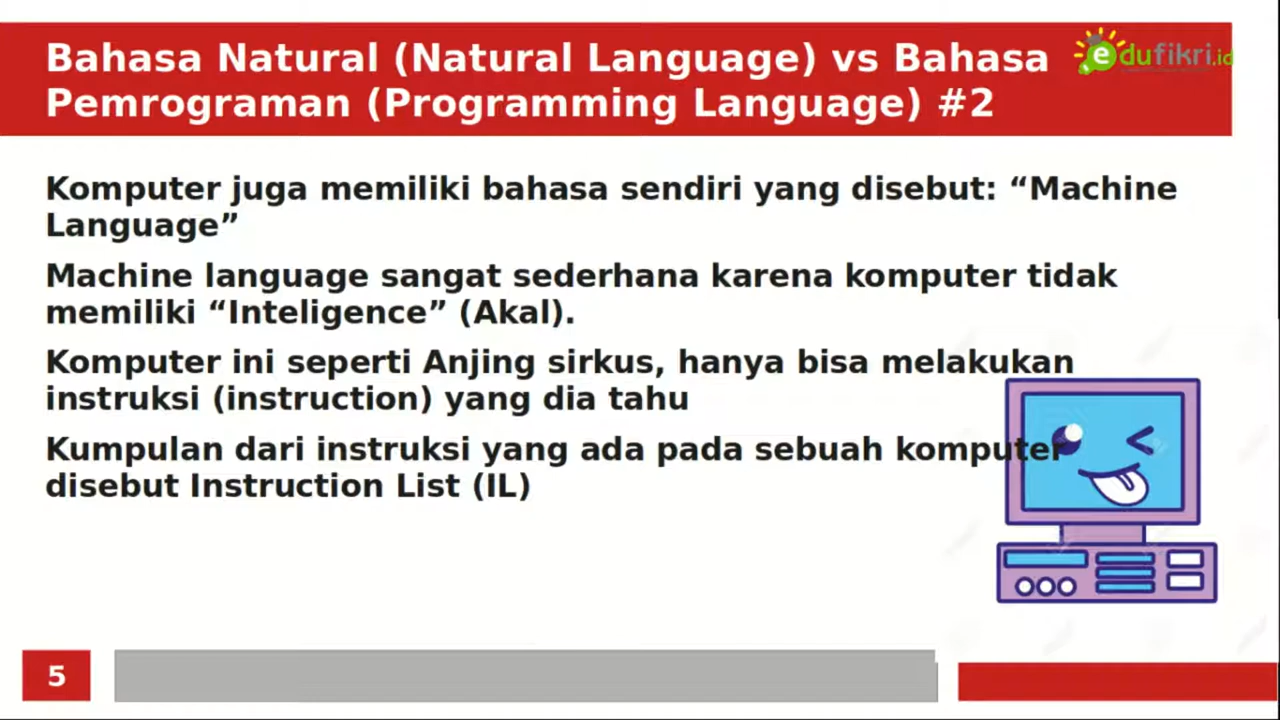 Bahasa Natural (Natural Language) vs Bahasa
Pemrograman (Programming Language) #2
edufikri.id
Komputer juga memiliki bahasa sendiri yang disebut: “Machine
Language”
Machine language sangat sederhana karena komputer tidak
memiliki “Inteligence” (Akal).
Komputer ini seperti Anjing sirkus, hanya bisa melakukan
instruksi (instruction) yang dia tahu
Kumpulan dari instruksi yang ada pada sebuah komputer
disebut Instruction List (IL)
5